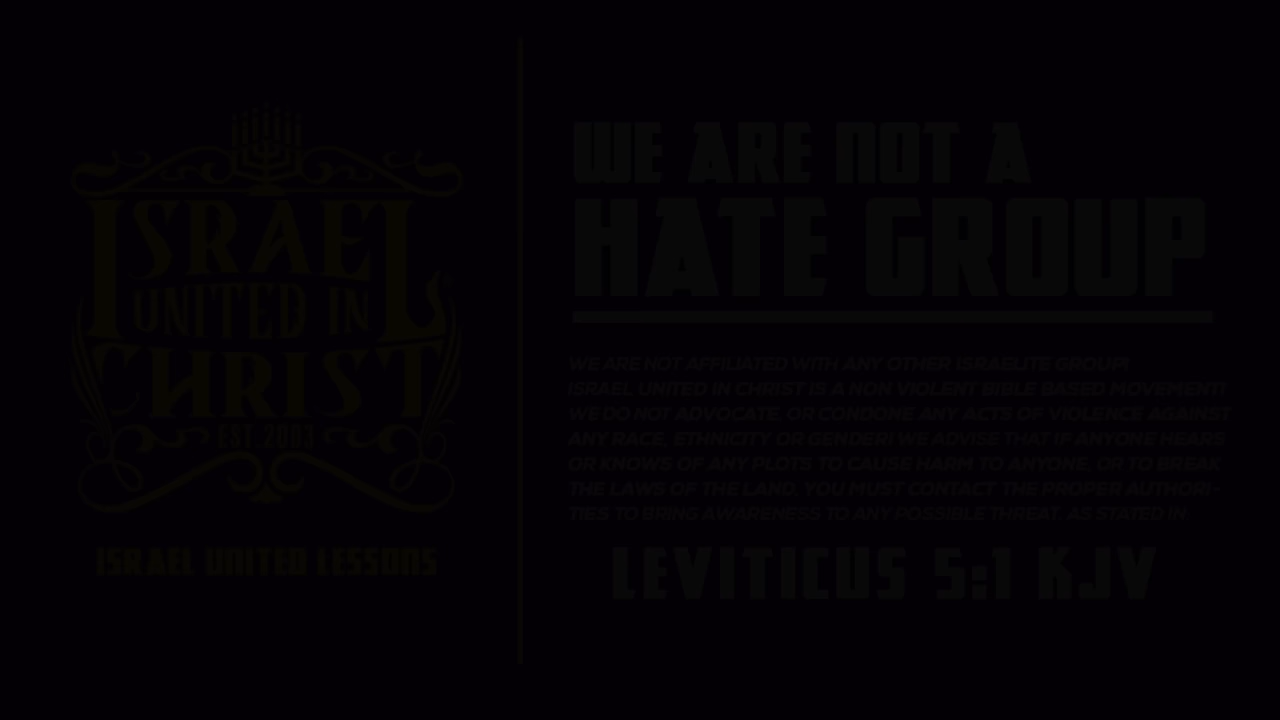 ISRAEL
UNITED IN
CHRIST
EST 2003
ISRAEL UNITED LESSONS
WE ARE NOT A
HATE GROUP
WE ARE NOT AFFILIATED WITH ANY OTHER ISRAELITE GROUP!
ISRAEL UNITED IN CHRIST IS A NON VIOLENT BIBLE BASED MOVEMENT!
WE DO NOT ADVOCATE, OR CONDONE ANY ACTS OF VIOLENCE AGAINST
ANY RACE, ETHNICITY OR GENDER! WE ADVISE THAT IF ANYONE HEARS
OR KNOWS OF ANY PLOTS TO CAUSE HARM TO ANYONE, OR TO BREAK
THE LAWS OF THE LAND, YOU MUST CONTACT THE PROPER AUTHORI-
TIES TO BRING AWARENESS TO ANY POSSIBLE THREAT. AS STATED IN:
LEVITICUS 5:1 KJV